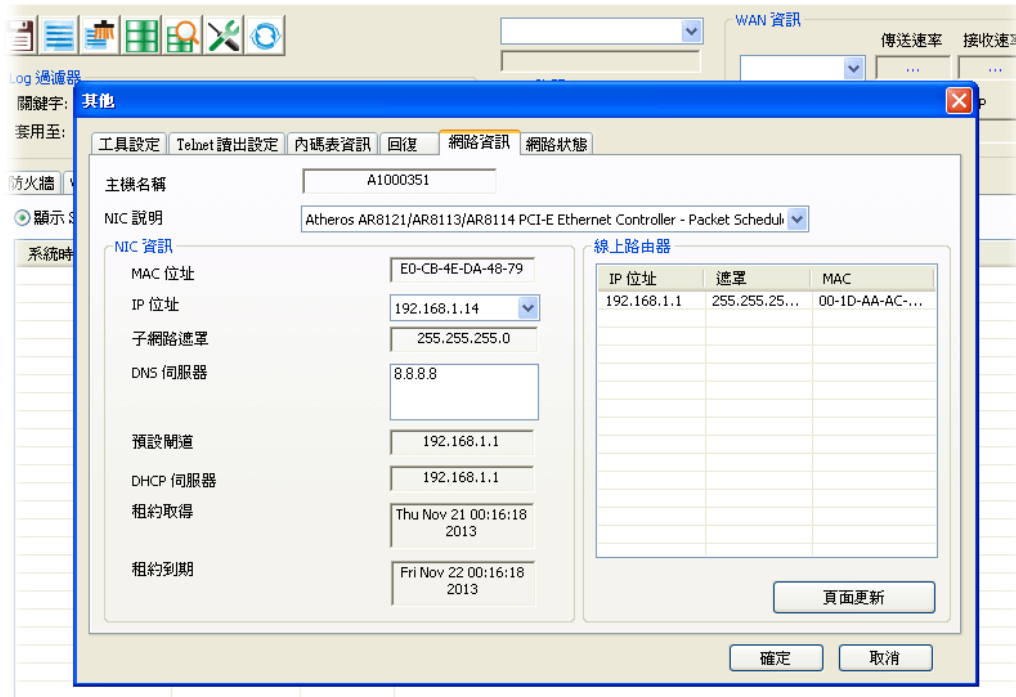 WAN 資訊
傳送速率
接收速率
...
...
Log 過濾器
關鍵字:
套用至:
防火牆
顯示 S
系統時
其他
工具設定
Telnet 讀出設定
內碼表資訊
回復
網路資訊
網路狀態
主機名稱
A1000351
NIC 說明
Atheros AR8121/AR8113/AR8114 PCI-E Ethernet Controller - Packet Schedul
NIC 資訊
MAC 位址
E0-CB-4E-DA-48-79
IP 位址
192.168.1.14
子網路遮罩
255.255.255.0
DNS 伺服器
8.8.8.8
預設閘道
192.168.1.1
DHCP 伺服器
192.168.1.1
租約取得
Thu Nov 21 00:16:18
2013
租約到期
Fri Nov 22 00:16:18
2013
線上路由器
IP 位址
遮罩
MAC
192.168.1.1
255.255.25...
00-1D-AA-AC-...
頁面更新
確定
取消